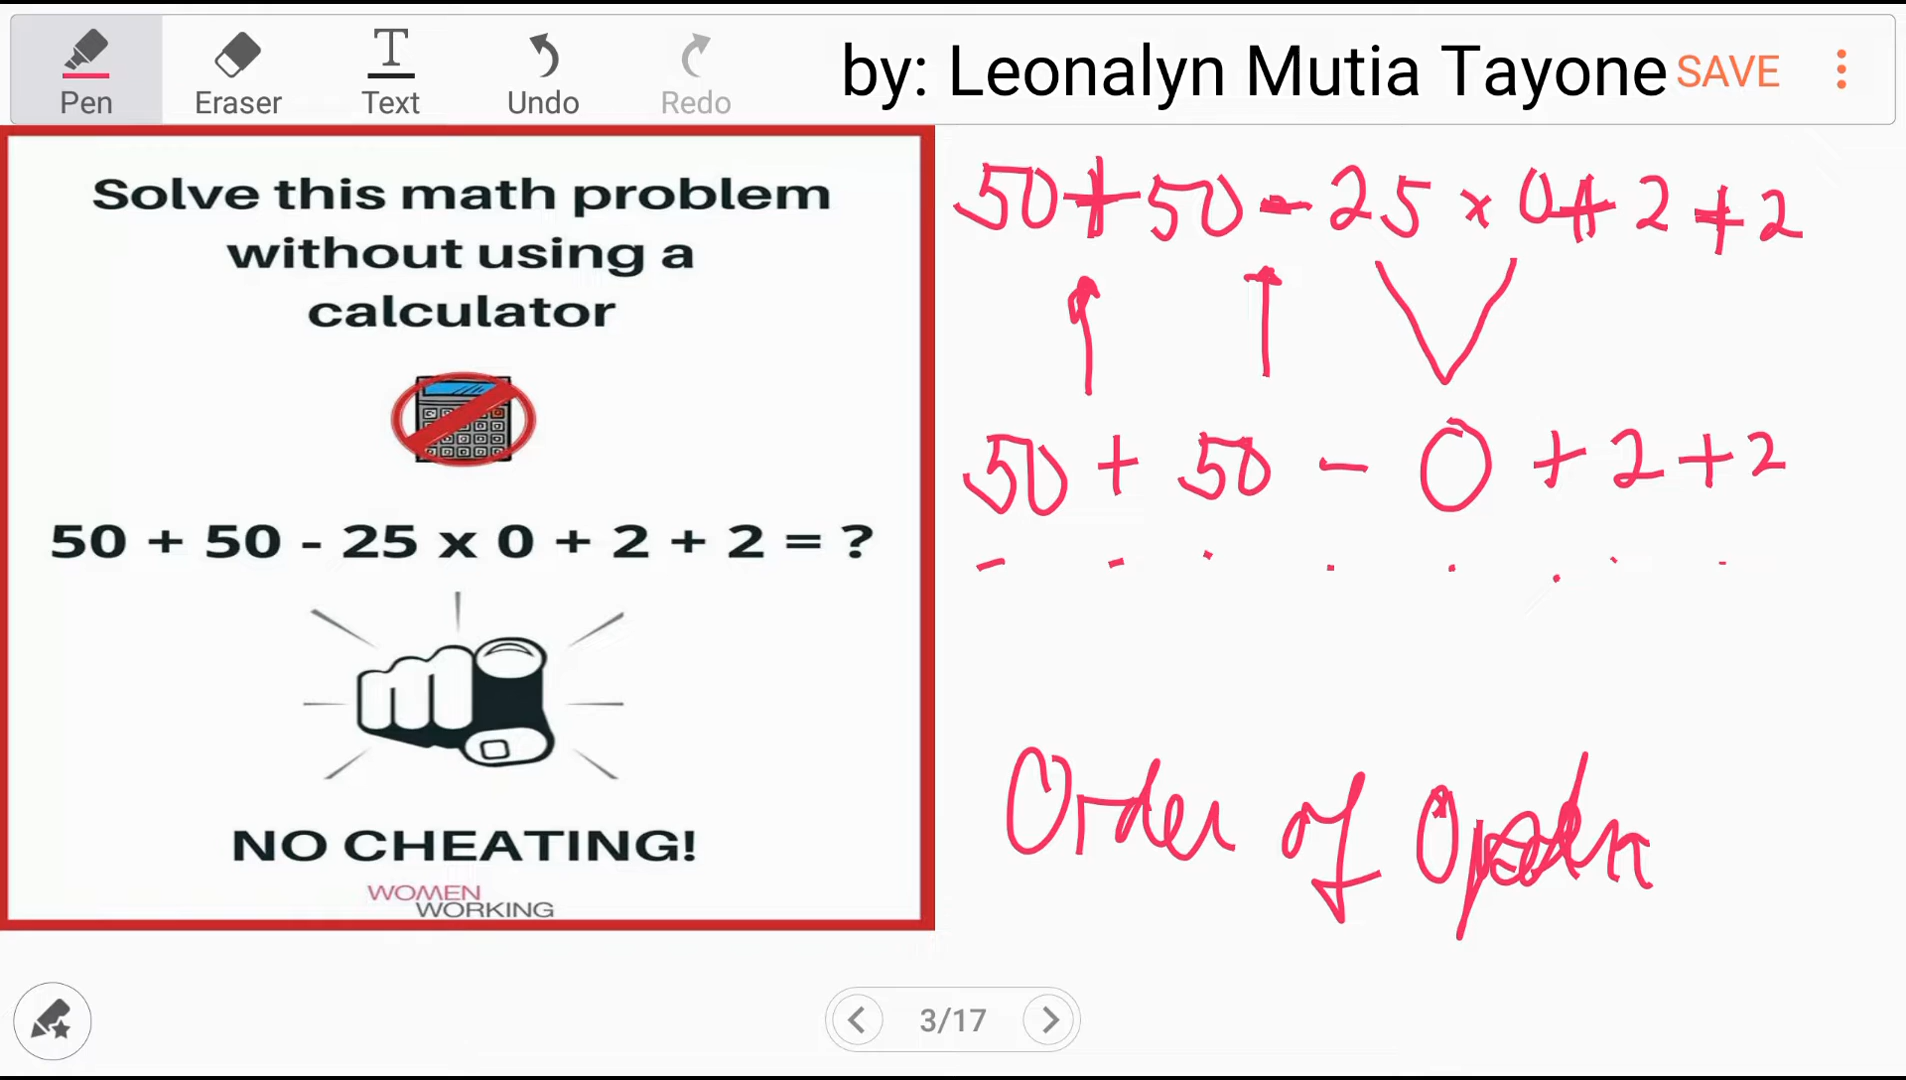 Pen
Eraser
Text
Undo
Redo
by: Leonalyn Mutia Tayone
SAVE
Solve this math problem
without using a
calculator
50 + 50 - 25 x 0 + 2 + 2 = ?
NO CHEATING!
WOMEN
WORKING
50 + 50 - 25 x 0 + 2 + 2
50 + 50 - 0 + 2 + 2
Order of
3/17